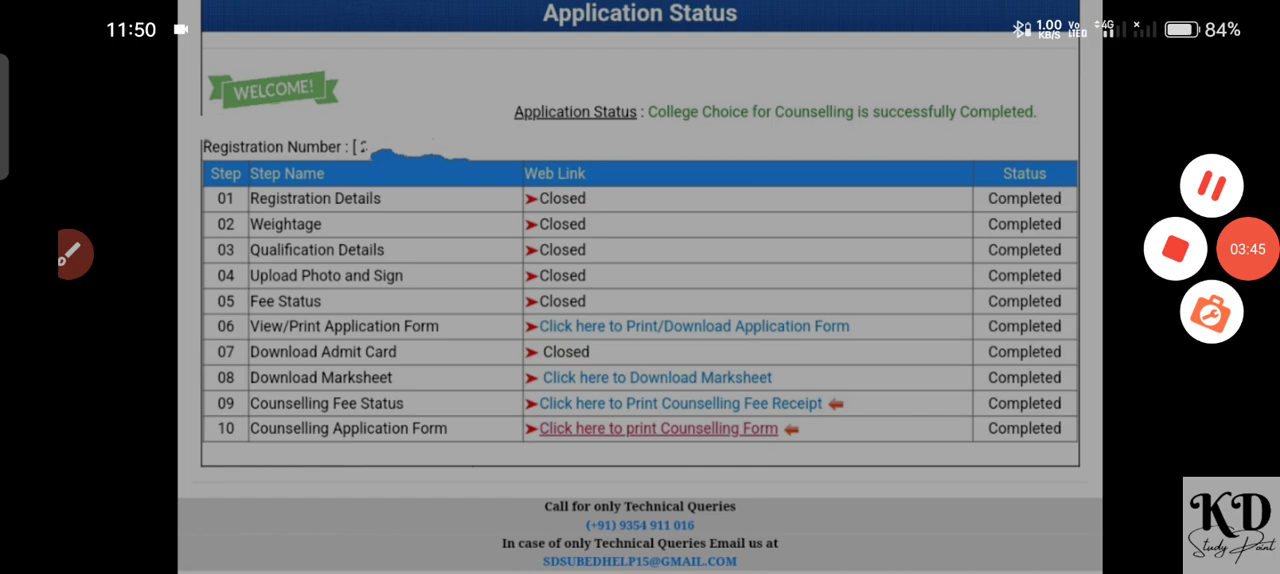 Application Status
11:50
1.00 KB/S
Vo LTED
4G
84%
WELCOME!
Application Status : College Choice for Counselling is successfully Completed.
Registration Number : [
Step Step Name Web Link Status
01 Registration Details ➤Closed Completed
02 Weightage ➤Closed Completed
03 Qualification Details ➤Closed Completed
04 Upload Photo and Sign ➤Closed Completed
05 Fee Status ➤Closed Completed
06 View/Print Application Form ➤Click here to Print/Download Application Form Completed
07 Download Admit Card ➤ Closed Completed
08 Download Marksheet ➤ Click here to Download Marksheet Completed
09 Counselling Fee Status ➤Click here to Print Counselling Fee Receipt Completed
10 Counselling Application Form ➤Click here to print Counselling Form Completed
03:45
Call for only Technical Queries
(+91) 9354 911 016
In case of only Technical Queries Email us at
SDSUBEDHELP15@GMAIL.COM
KD
Study Point